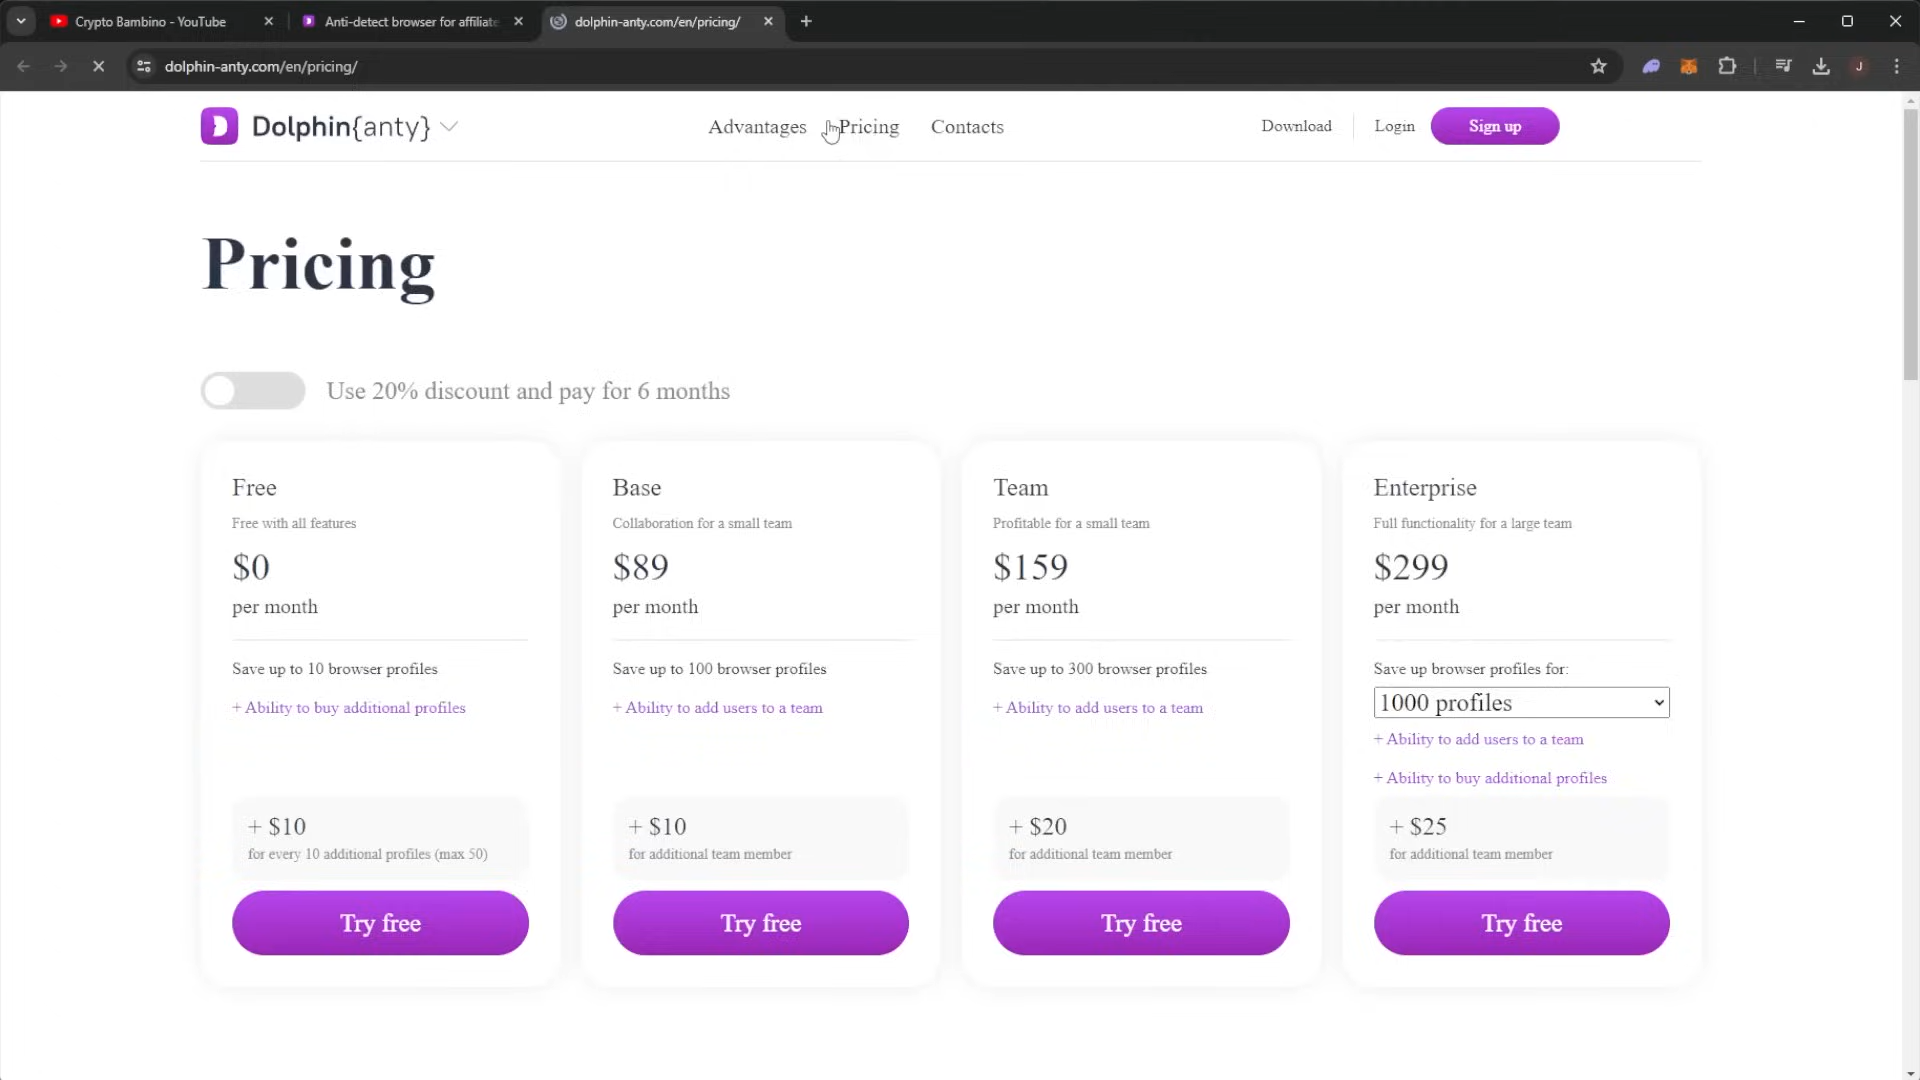 Crypto Bambino - YouTube
Anti-detect browser for affiliate
dolphin-anty.com/en/pricing/
dolphin-anty.com/en/pricing/
J
Dolphin{anty}
Advantages
Pricing
Contacts
Download
Login
Sign up
Pricing
Use 20% discount and pay for 6 months
Free
Free with all features
$0
per month
Save up to 10 browser profiles
+ Ability to buy additional profiles
+ $10
for every 10 additional profiles (max 50)
Try free
Base
Collaboration for a small team
$89
per month
Save up to 100 browser profiles
+ Ability to add users to a team
+ $10
for additional team member
Try free
Team
Profitable for a small team
$159
per month
Save up to 300 browser profiles
+ Ability to add users to a team
+ $20
for additional team member
Try free
Enterprise
Full functionality for a large team
$299
per month
Save up browser profiles for:
1000 profiles
+ Ability to add users to a team
+ Ability to buy additional profiles
+ $25
for additional team member
Try free